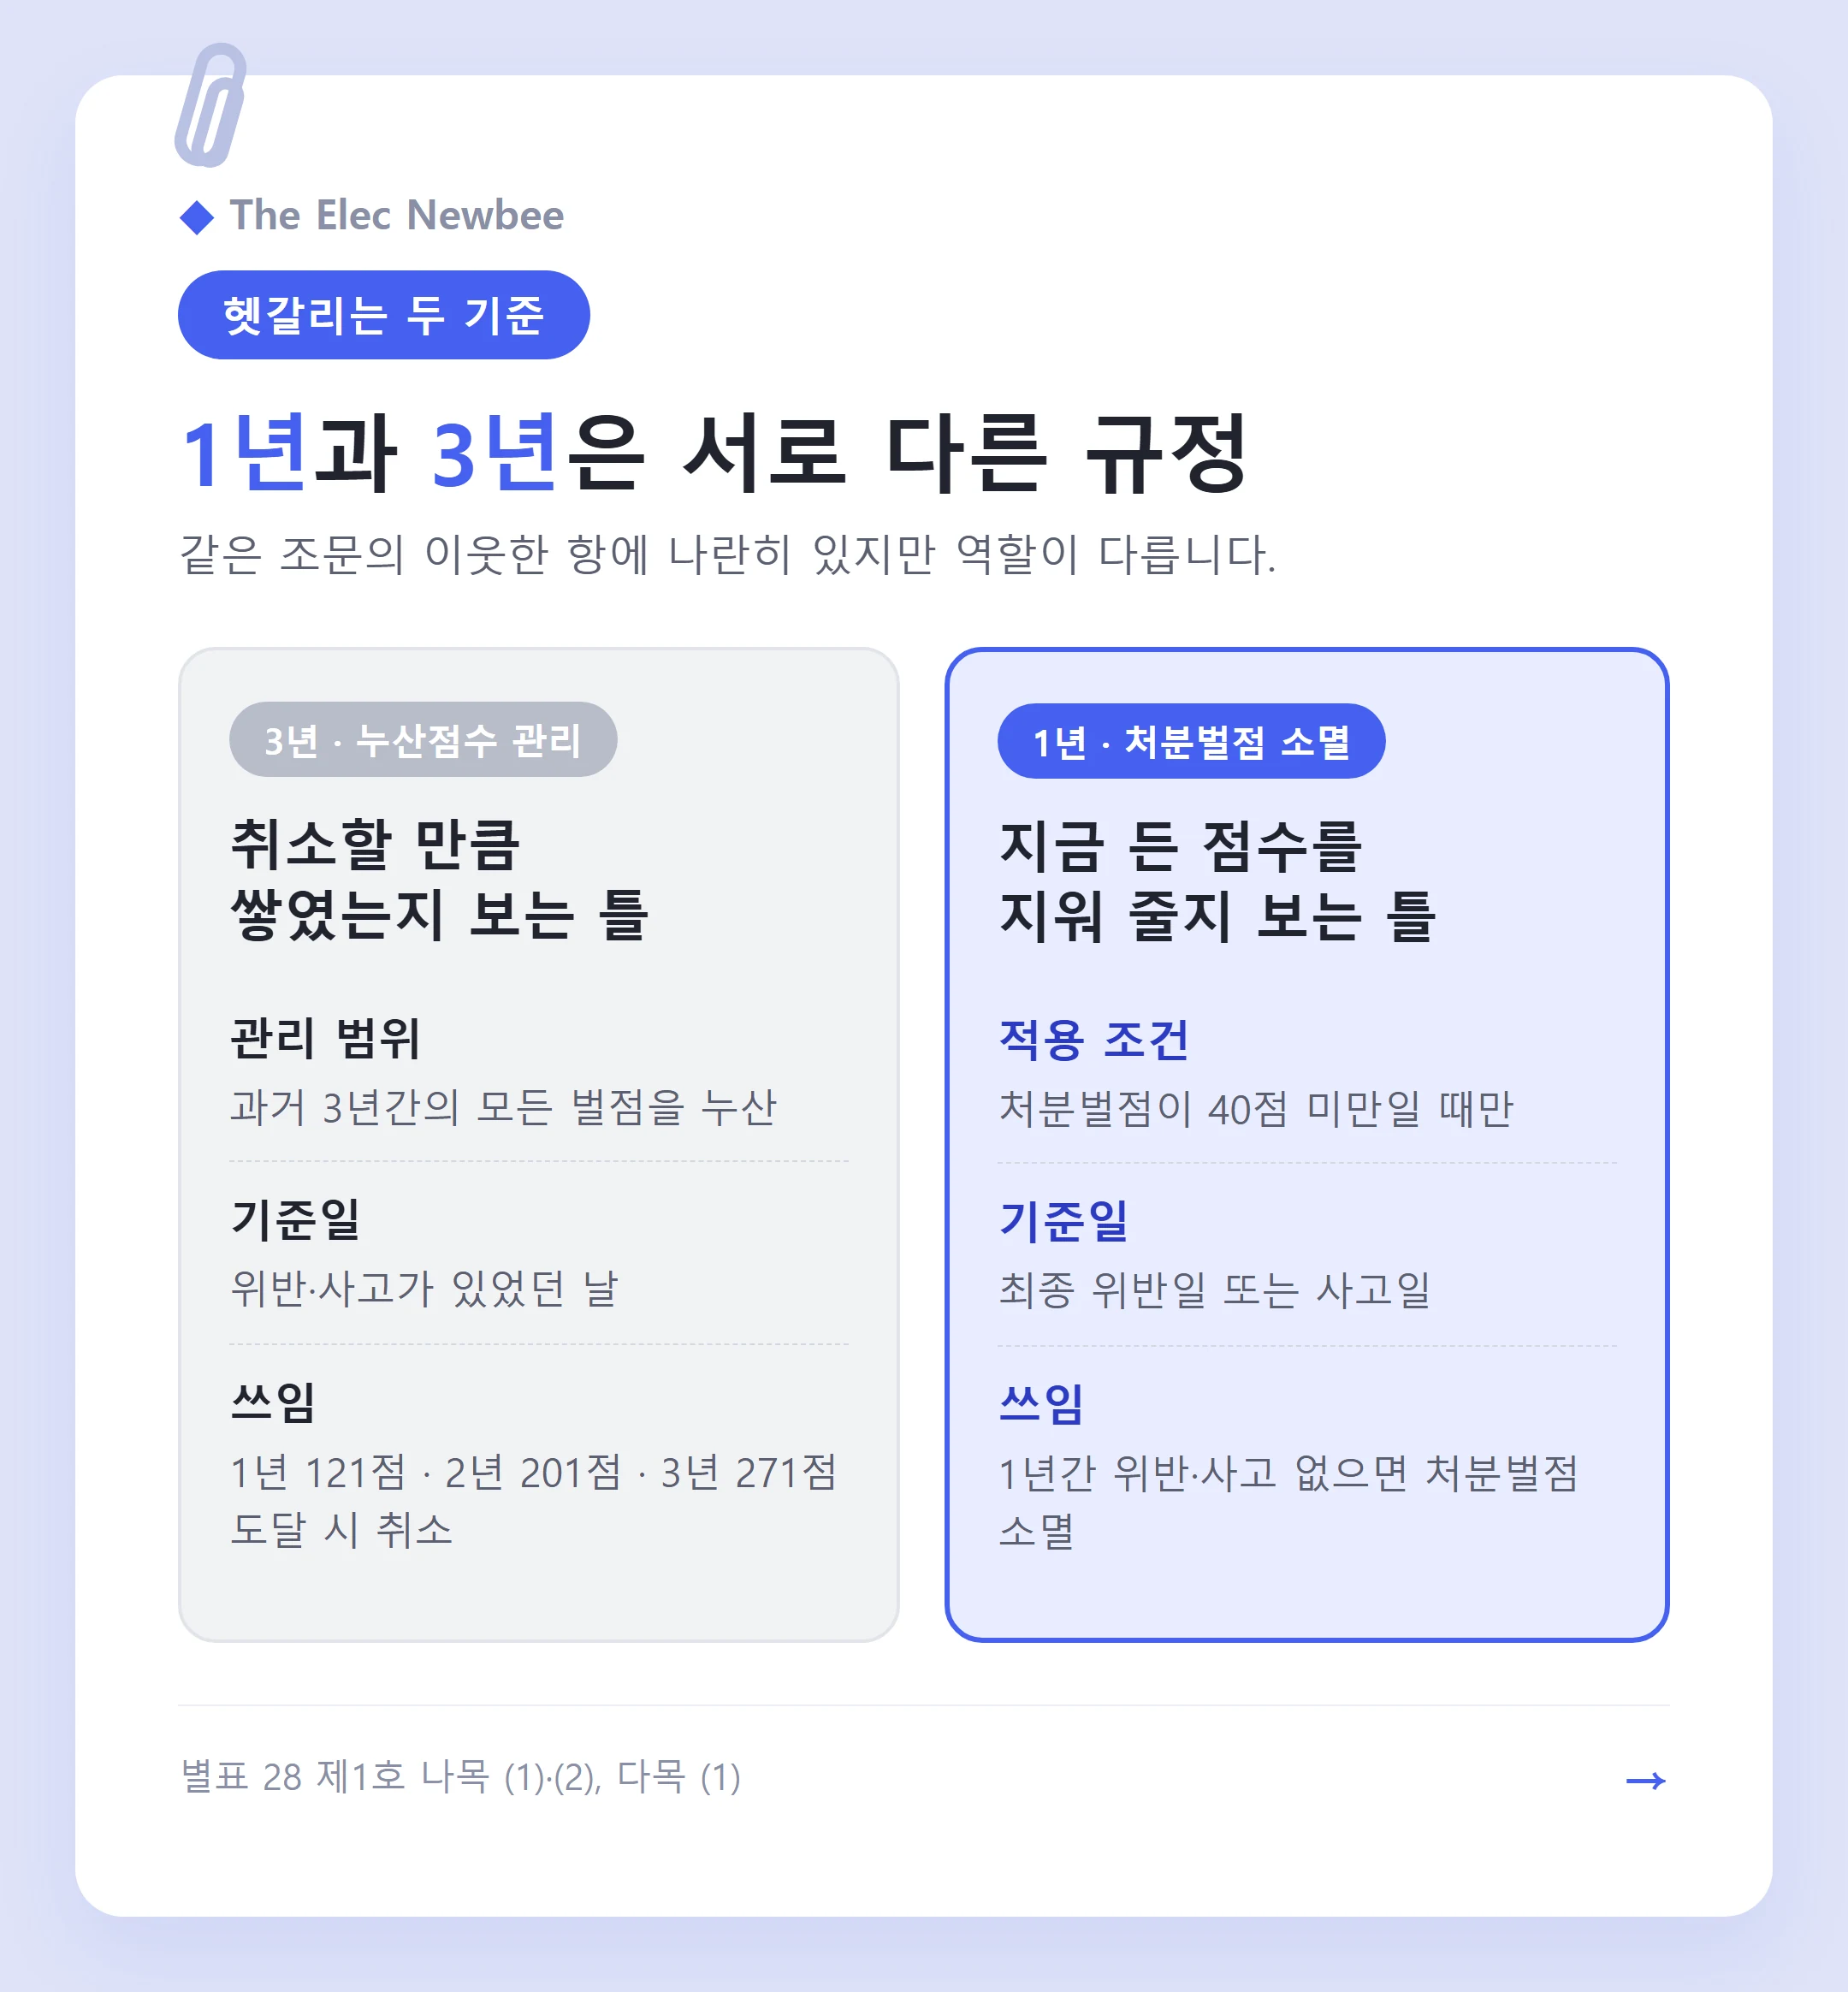 ◆ The Elec Newbee
헷갈리는 두 기준
1년과 3년은 서로 다른 규정
같은 조문의 이웃한 항에 나란히 있지만 역할이 다릅니다.
3년 · 누산점수 관리
취소할 만큼
쌓였는지 보는 틀
관리 범위
과거 3년간의 모든 벌점을 누산
기준일
위반·사고가 있었던 날
쓰임
1년 121점 · 2년 201점 · 3년 271점
도달 시 취소
1년 · 처분벌점 소멸
지금 든 점수를
지워 줄지 보는 틀
적용 조건
처분벌점이 40점 미만일 때만
기준일
최종 위반일 또는 사고일
쓰임
1년간 위반·사고 없으면 처분벌점
소멸
별표 28 제1호 나목 (1)·(2), 다목 (1)
→